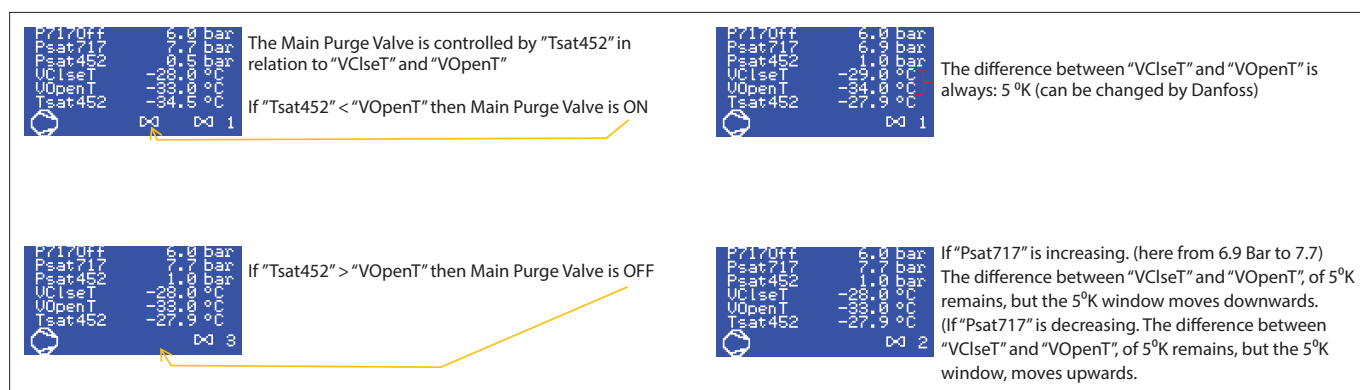 P717Off 6.0 bar
Psat717 7.7 bar
Psat452 0.5 bar
VClseT -28.0 °C
VOpenT -33.0 °C
Tsat452 -34.5 °C
1
The Main Purge Valve is controlled by ”Tsat452” in
relation to “VClseT” and “VOpenT”
If ”Tsat452” < “VOpenT” then Main Purge Valve is ON
P717Off 6.0 bar
Psat717 6.9 bar
Psat452 1.0 bar
VClseT -29.0 °C
VOpenT -34.0 °C
Tsat452 -27.9 °C
1
The difference between “VClseT” and “VOpenT” is
always: 5 ⁰K (can be changed by Danfoss)
P717Off 6.0 bar
Psat717 7.7 bar
Psat452 1.0 bar
VClseT -28.0 °C
VOpenT -33.0 °C
Tsat452 -27.9 °C
3
If ”Tsat452” > “VOpenT” then Main Purge Valve is OFF
P717Off 6.0 bar
Psat717 7.7 bar
Psat452 1.0 bar
VClseT -28.0 °C
VOpenT -33.0 °C
Tsat452 -27.9 °C
2
If “Psat717” is increasing. (here from 6.9 Bar to 7.7)
The difference between “VClseT” and “VOpenT”, of 5⁰K
remains, but the 5⁰K window moves downwards.
(If “Psat717” is decreasing. The difference between
“VClseT” and “VOpenT”, of 5⁰K remains, but the 5⁰K
window, moves upwards.